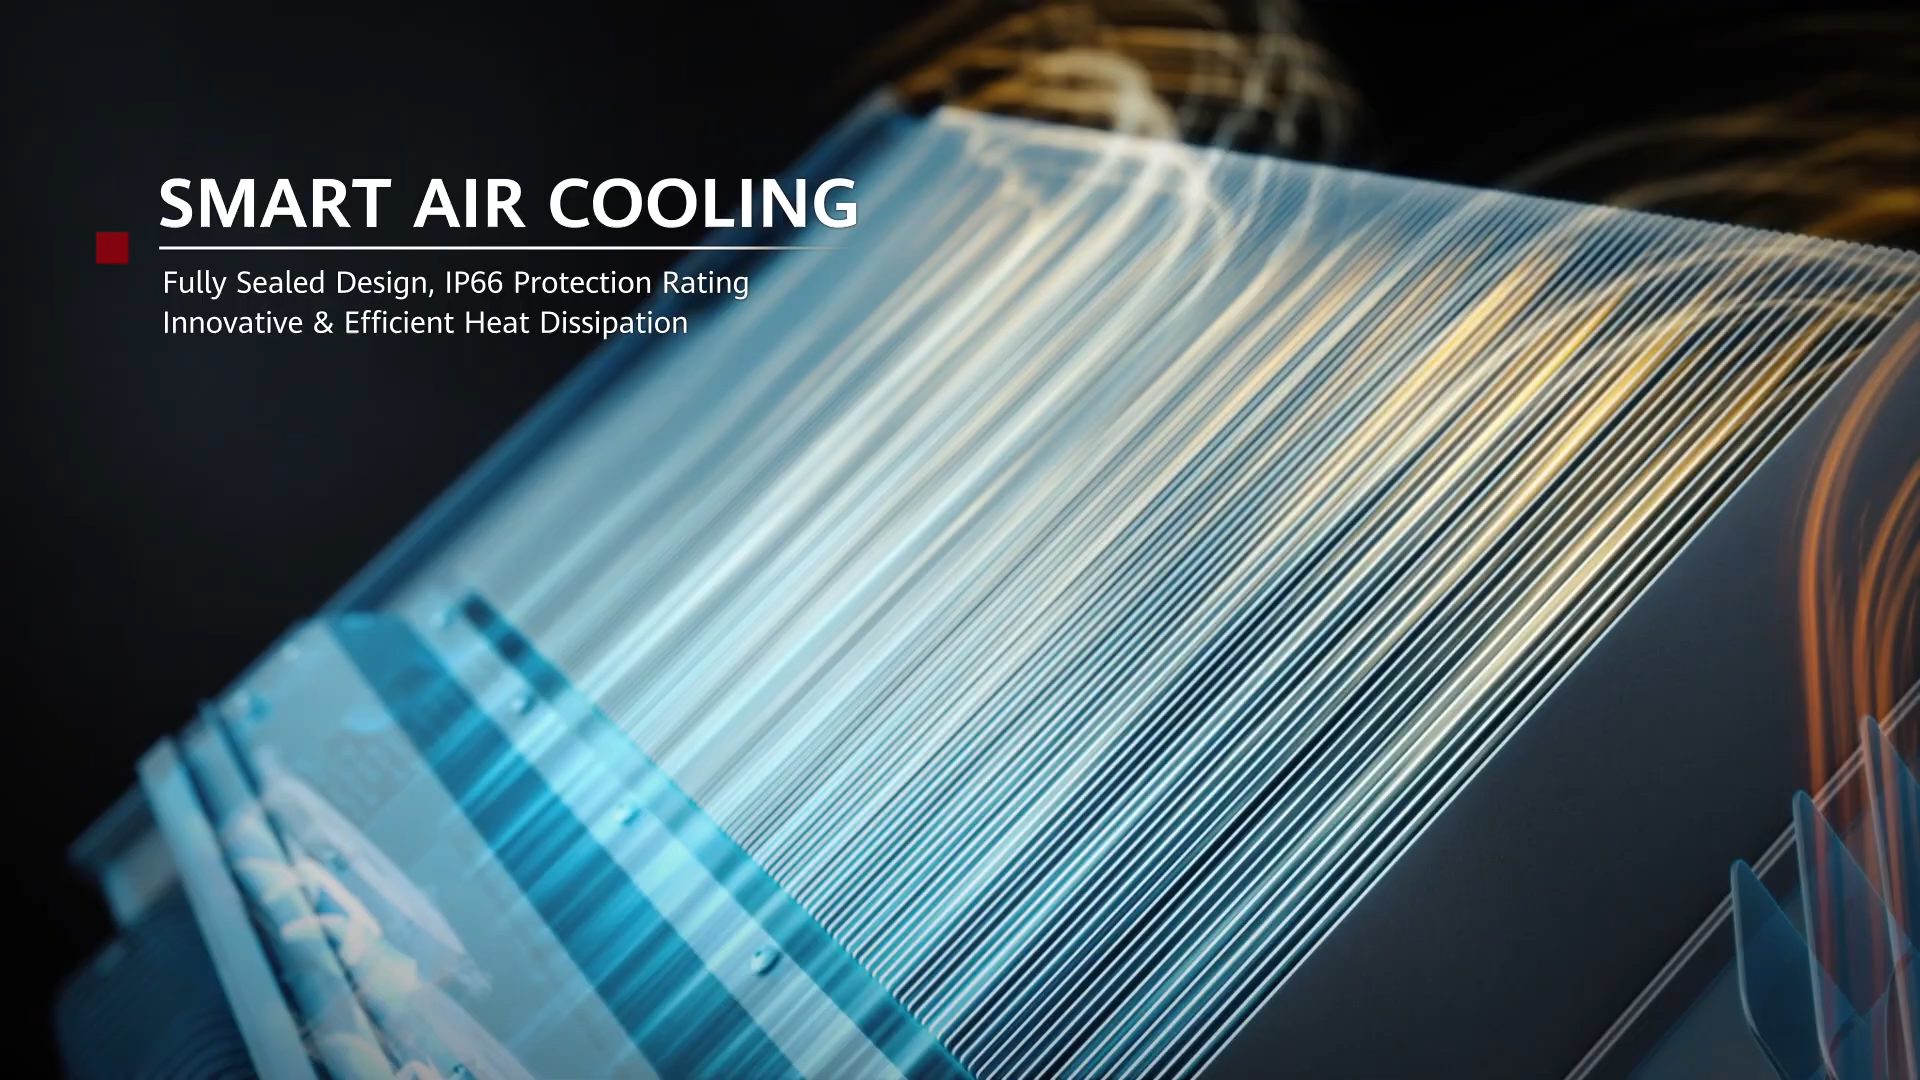 SMART AIR COOLING
Fully Sealed Design, IP66 Protection Rating
Innovative & Efficient Heat Dissipation